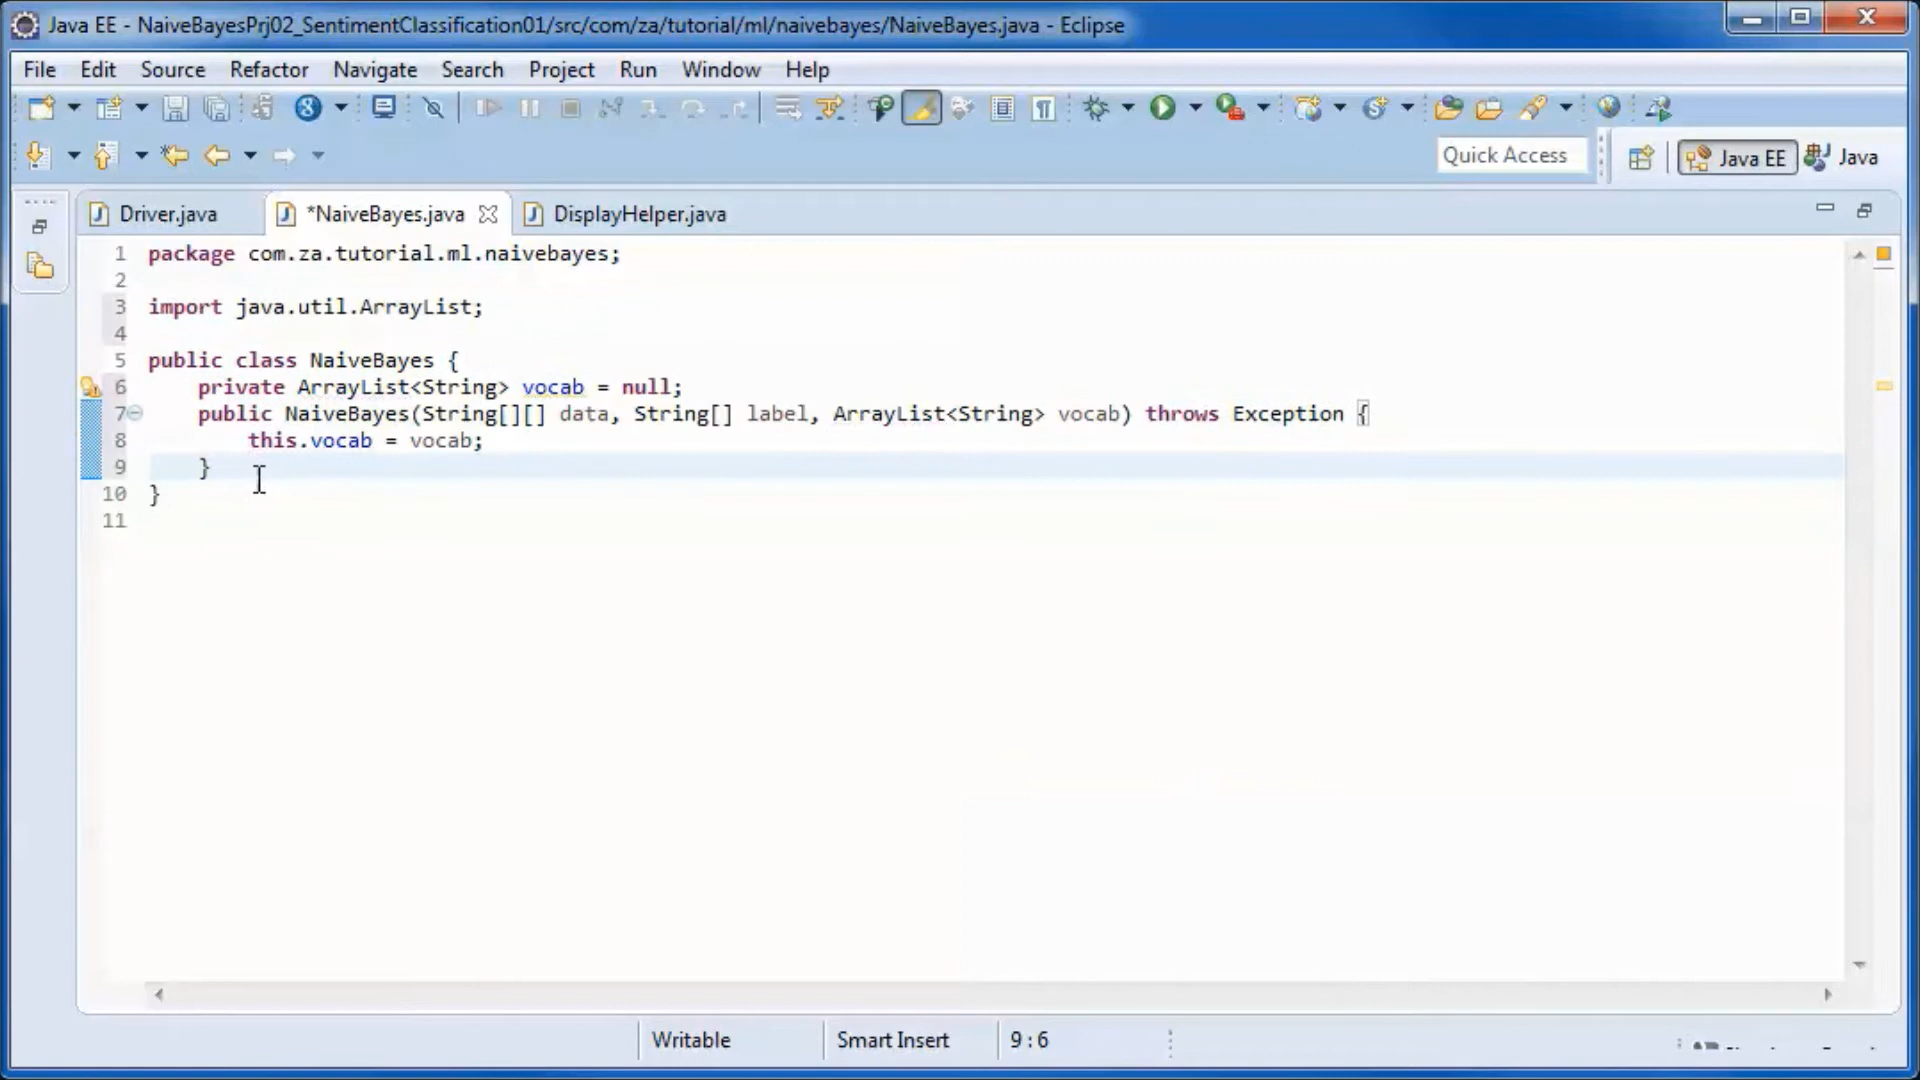 Java EE - NaiveBayesPrj02_SentimentClassification01/src/com/za/tutorial/ml/naivebayes/NaiveBayes.java - Eclipse
File Edit Source Refactor Navigate Search Project Run Window Help
Quick Access Java EE Java
Driver.java *NaiveBayes.java DisplayHelper.java
1 package com.za.tutorial.ml.naivebayes;
2
3 import java.util.ArrayList;
4
5 public class NaiveBayes {
6 private ArrayList<String> vocab = null;
7 public NaiveBayes(String[][] data, String[] label, ArrayList<String> vocab) throws Exception {
8 this.vocab = vocab;
9 }
10 }
11
Writable Smart Insert 9 : 6